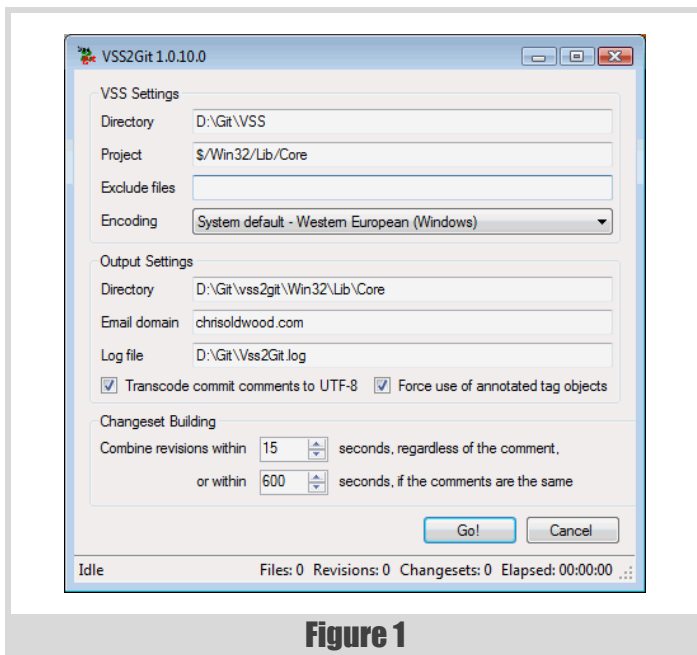 VSS2Git 1.0.10.0
VSS Settings
Directory D:\Git\VSS
Project $/Win32/Lib/Core
Exclude files
Encoding System default - Western European (Windows)
Output Settings
Directory D:\Git\vss2git\Win32\Lib\Core
Email domain chrisoldwood.com
Log file D:\Git\Vss2Git.log
Transcode commit comments to UTF-8 Force use of annotated tag objects
Changeset Building
Combine revisions within 15 seconds, regardless of the comment,
or within 600 seconds, if the comments are the same
Go! Cancel
Idle Files: 0 Revisions: 0 Changesets: 0 Elapsed: 00:00:00
Figure 1